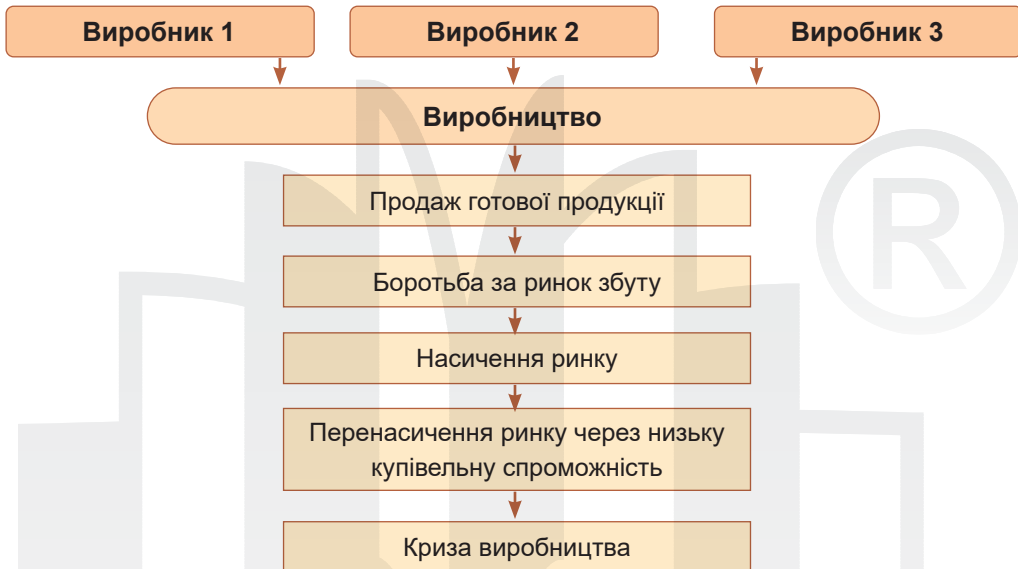 Виробник 1
Виробник 2
Виробник 3
Виробництво
Продаж готової продукції
Боротьба за ринок збуту
Насичення ринку
Перенасичення ринку через низьку
купівельну спроможність
Криза виробництва
®